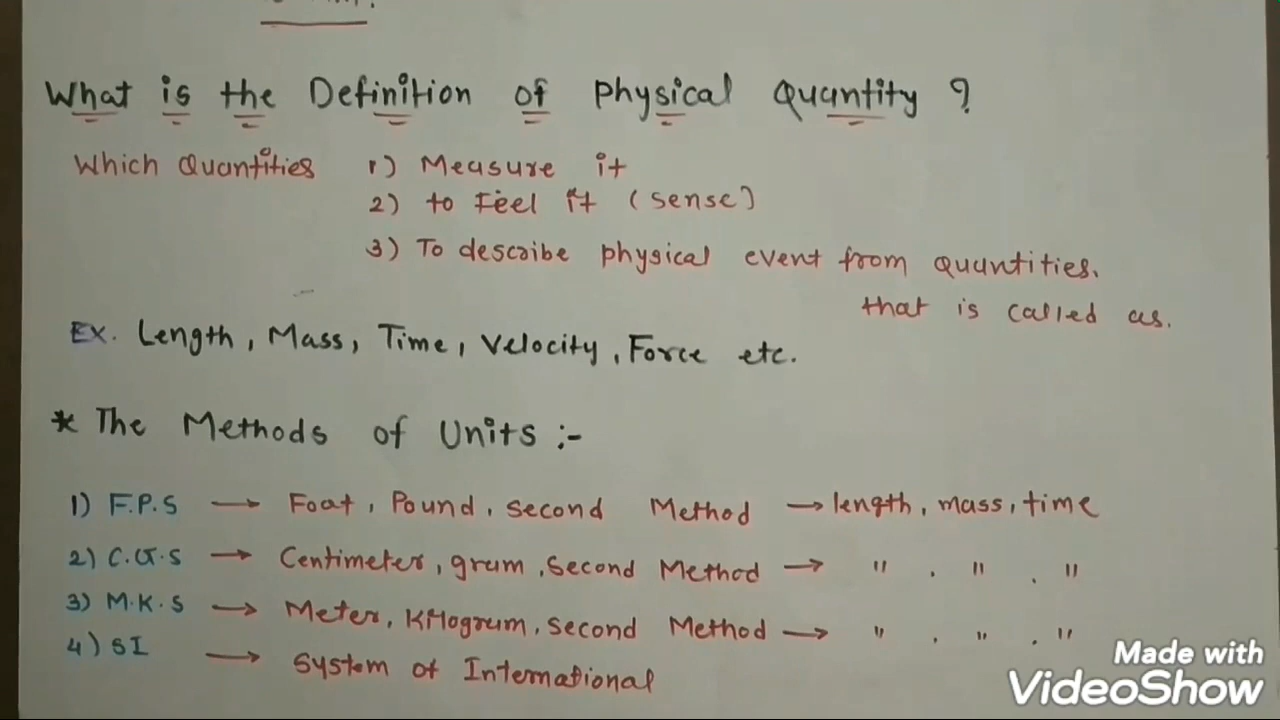 What is the Definition of Physical Quantity ?
Which Quantities 1) Measure it
2) to Feel it (sense)
3) To describe physical event from quantities.
that is called as.
Ex. Length, Mass, Time, Velocity, Force etc.
* The Methods of Units :-
1) F.P.S → Foat, Pound, second Method → length, mass, time
2) C.G.S → Centimeter, gram, Second Method → " . " . "
3) M.K.S → Meter, Kilogram, Second Method → " . " . "
4) SI → System of International
Made with
VideoShow